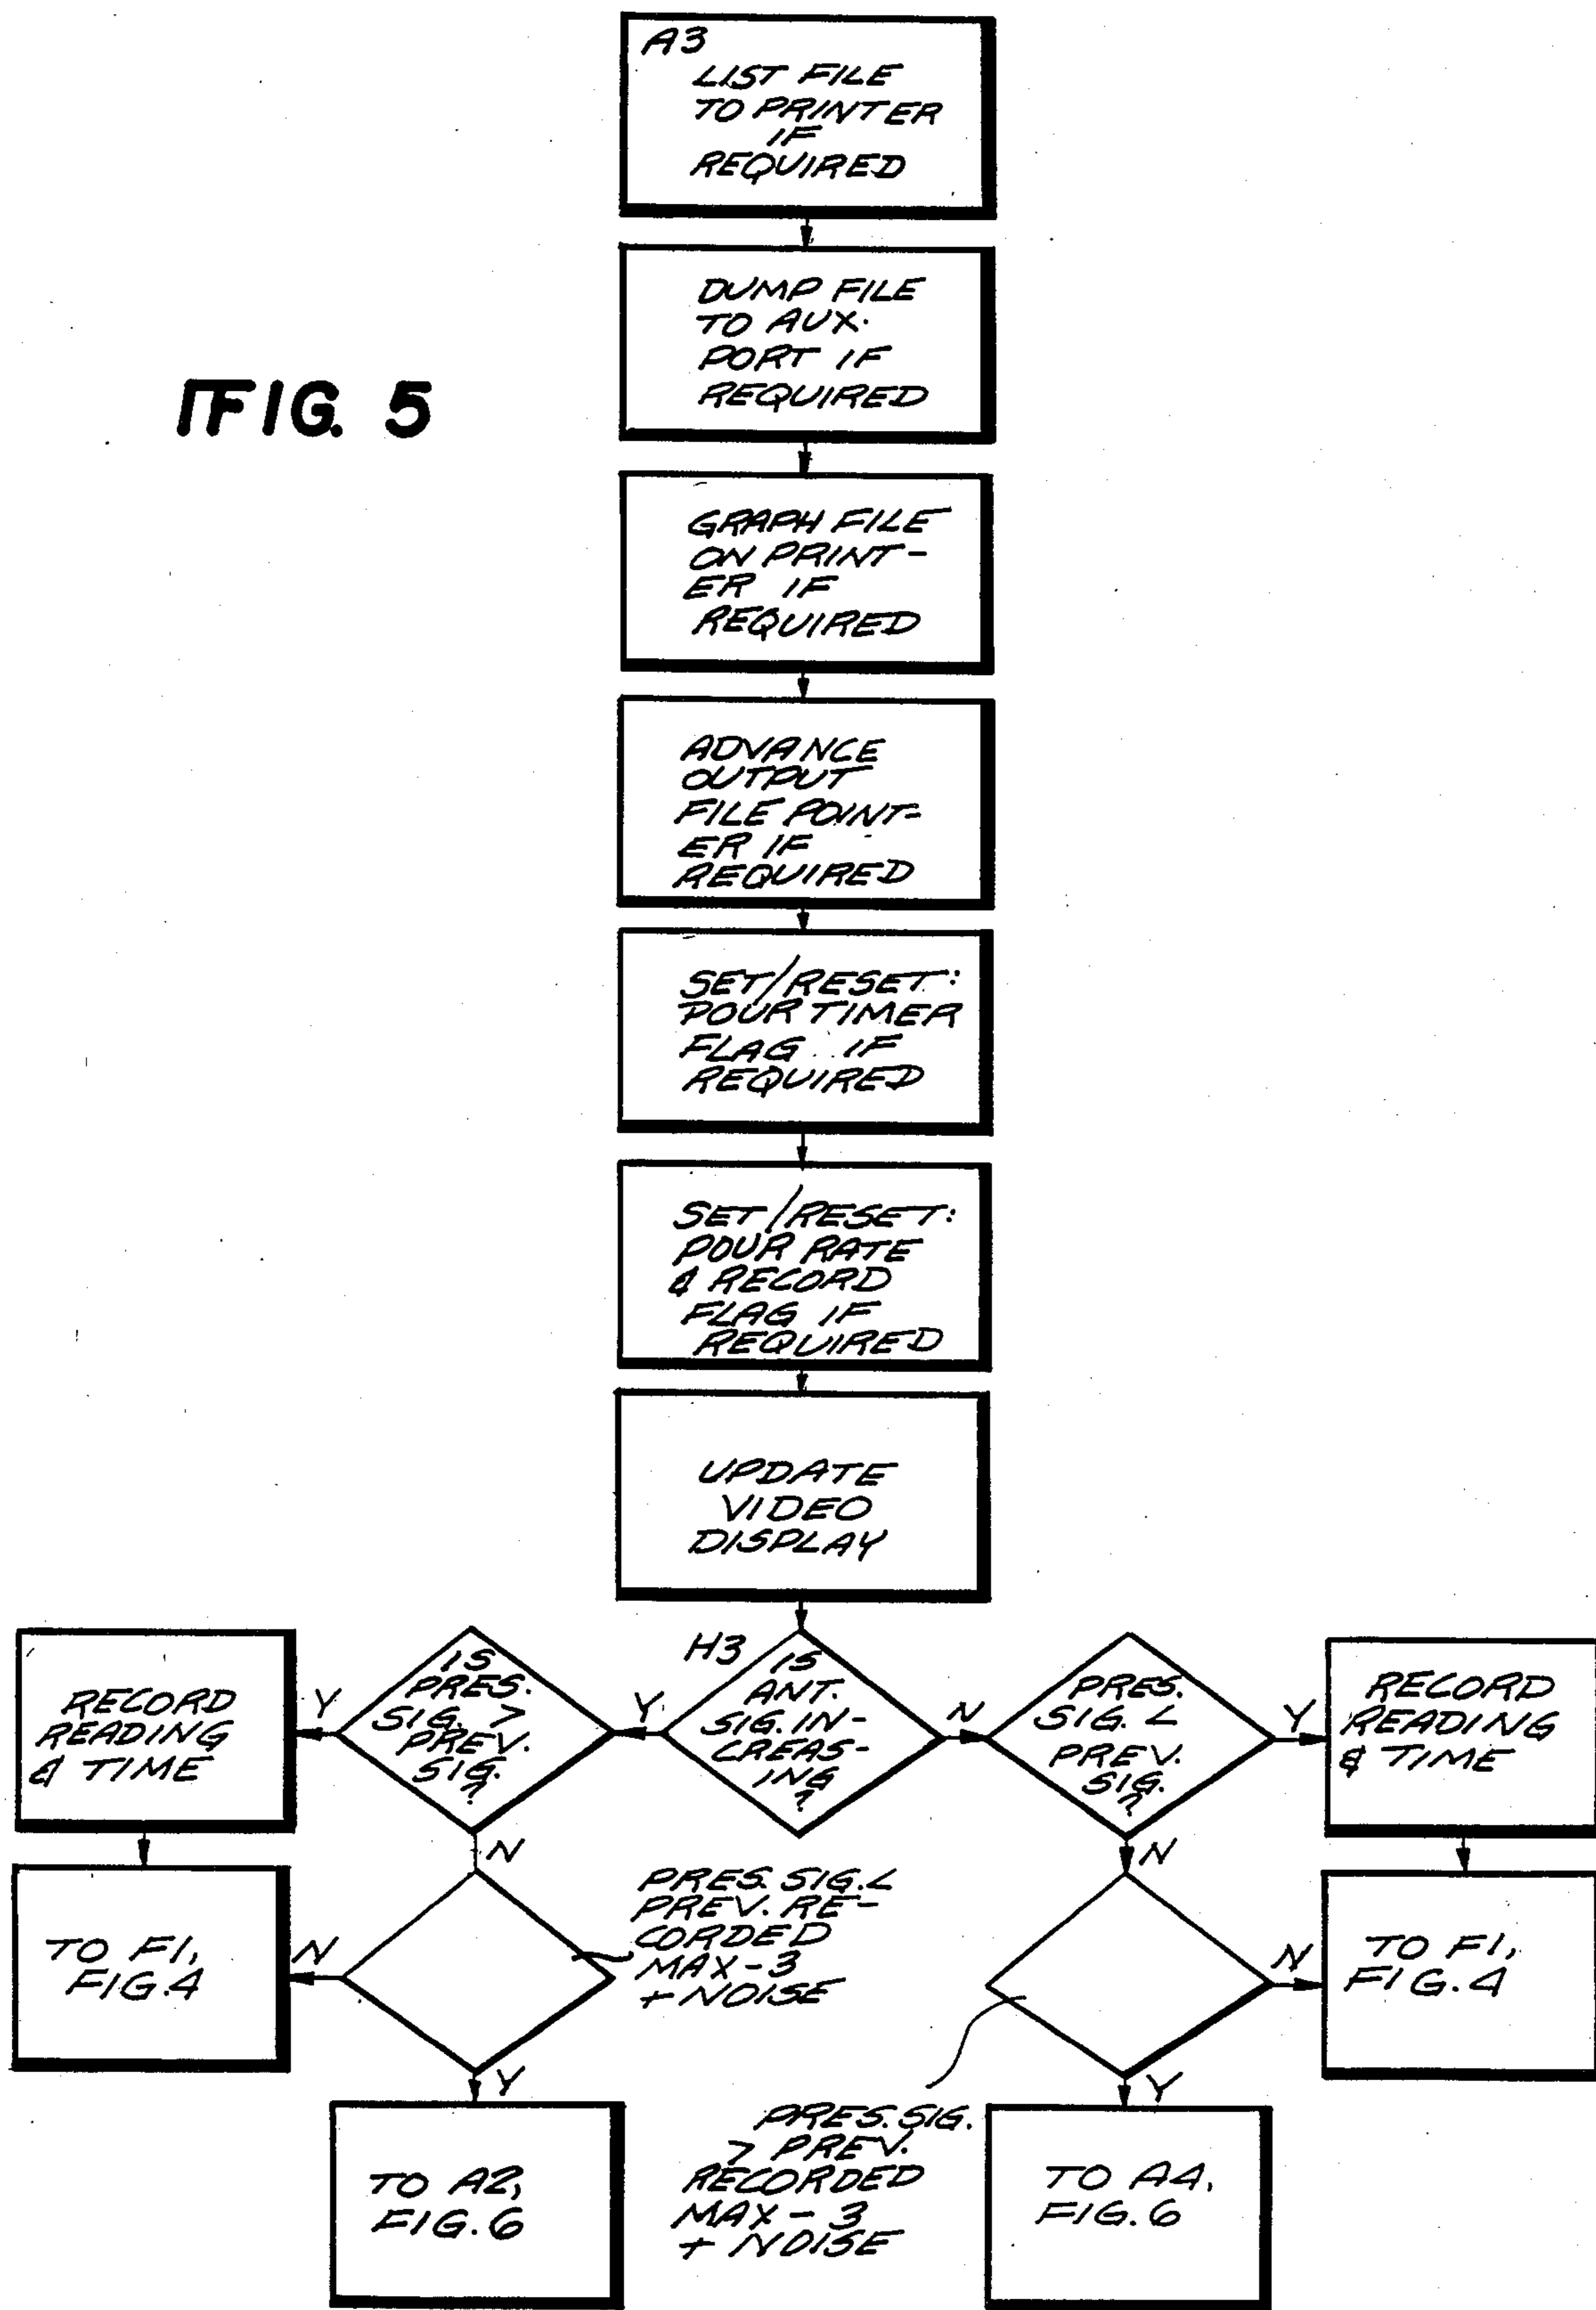 A3
LIST FILE
TO PRINTER
IF
REQUIRED
DUMP FILE
TO AUX.
PORT IF
REQUIRED
FIG. 5
GRAPH FILE
ON PRINT-
ER IF
REQUIRED
ADVANCE
OUTPUT
FILE POINT-
ER IF
REQUIRED
SET/RESET:
POUR TIMER
FLAG IF
REQUIRED
SET/RESET:
POUR RATE
& RECORD
FLAG IF
REQUIRED
UPDATE
VIDEO
DISPLAY
H3
IS
ANT.
SIG. IN-
CREAS-
ING
?
Y
N
IS
PRES.
SIG. >
PREV.
SIG.
?
Y
N
RECORD
READING
& TIME
TO F1,
FIG. 4
N
PRES. SIG. <
PREV. RE-
CORDED
MAX - 3
+ NOISE
Y
TO A2,
FIG. 6
PRES.
SIG. <
PREV.
SIG.
?
Y
N
RECORD
READING
& TIME
TO F1,
FIG. 4
N
PRES. SIG.
> PREV.
RECORDED
MAX - 3
+ NOISE
Y
TO A4,
FIG. 6